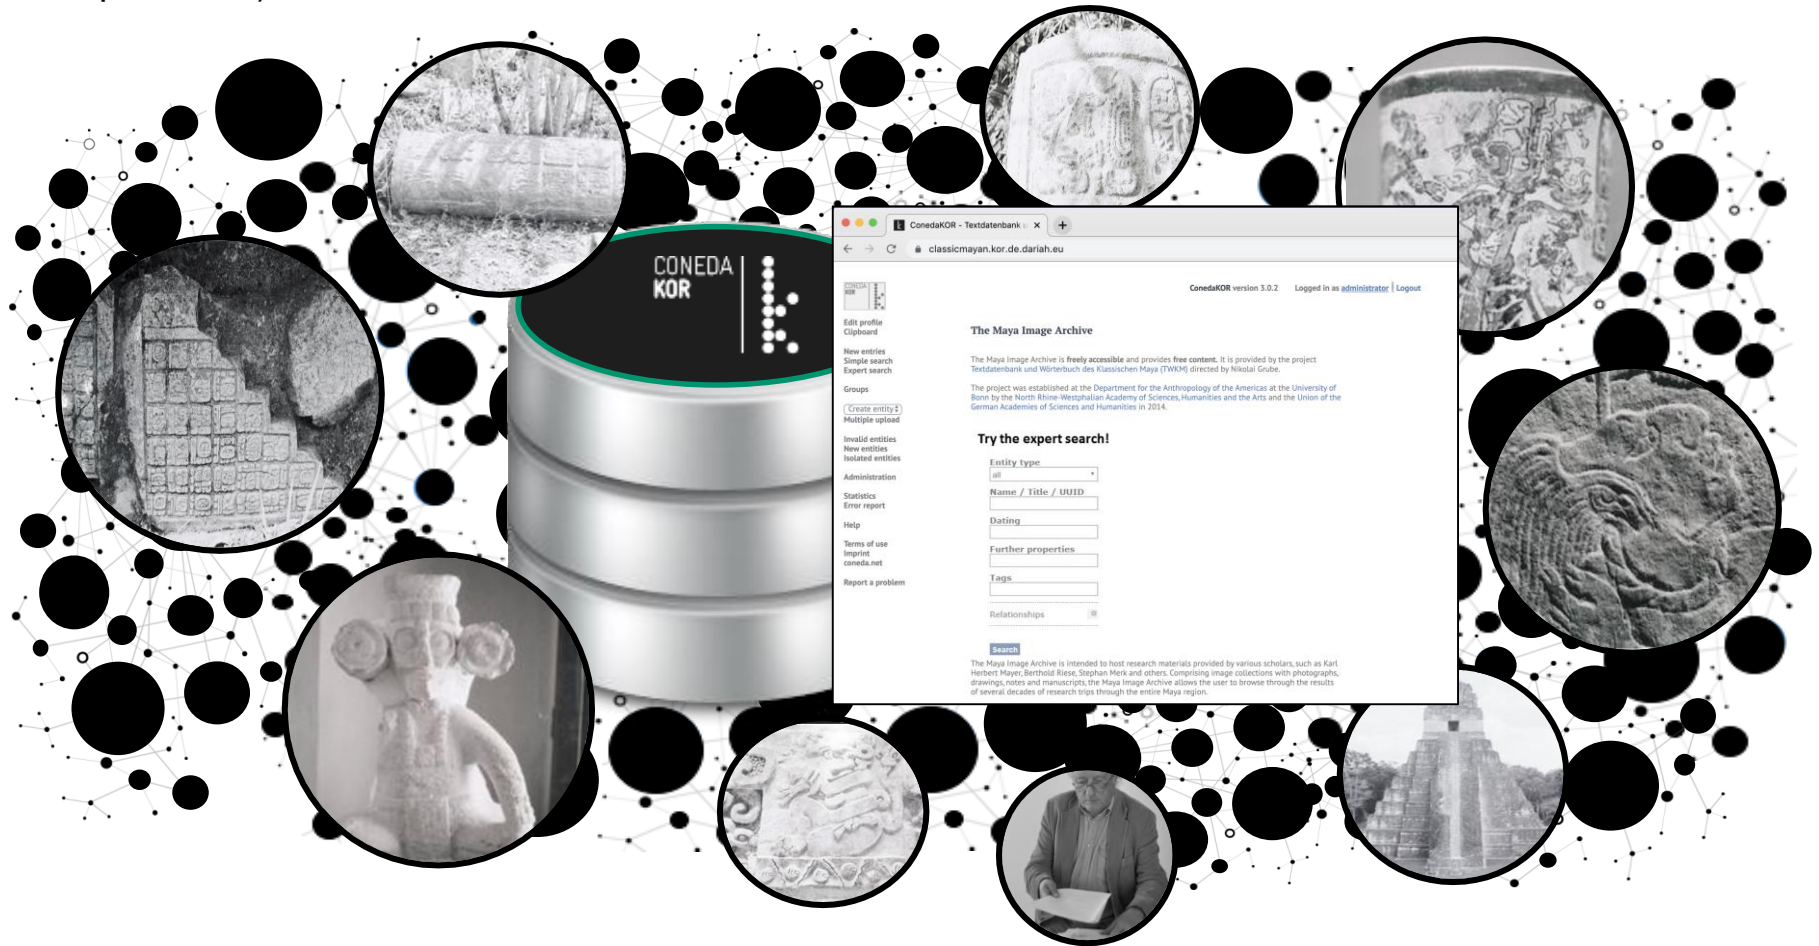 CONEDA
KOR
ConedaKOR - Textdatenbank
classicmayan.kor.de.dariah.eu
CONEDA
KOR
ConedaKOR version 3.0.2 Logged in as administrator | Logout
Edit profile
Clipboard
New entries
Simple search
Expert search
Groups
Create entity
Multiple upload
Invalid entities
New entities
Isolated entities
Administration
Statistics
Error report
Help
Terms of use
Imprint
coneda.net
Report a problem
The Maya Image Archive
The Maya Image Archive is freely accessible and provides free content. It is provided by the project
Textdatenbank und Wörterbuch des Klassischen Maya (TWKM) directed by Nikolai Grube.
The project was established at the Department for the Anthropology of the Americas at the University of
Bonn by the North Rhine-Westphalian Academy of Sciences, Humanities and the Arts and the Union of the
German Academies of Sciences and Humanities in 2014.
Try the expert search!
Entity type
all
Name / Title / UUID
Dating
Further properties
Tags
Relationships
Search
The Maya Image Archive is intended to host research materials provided by various scholars, such as Karl
Herbert Mayer, Berthold Riese, Stephan Merk and others. Comprising image collections with photographs,
drawings, notes and manuscripts, the Maya Image Archive allows the user to browse through the results
of several decades of research trips through the entire Maya region.